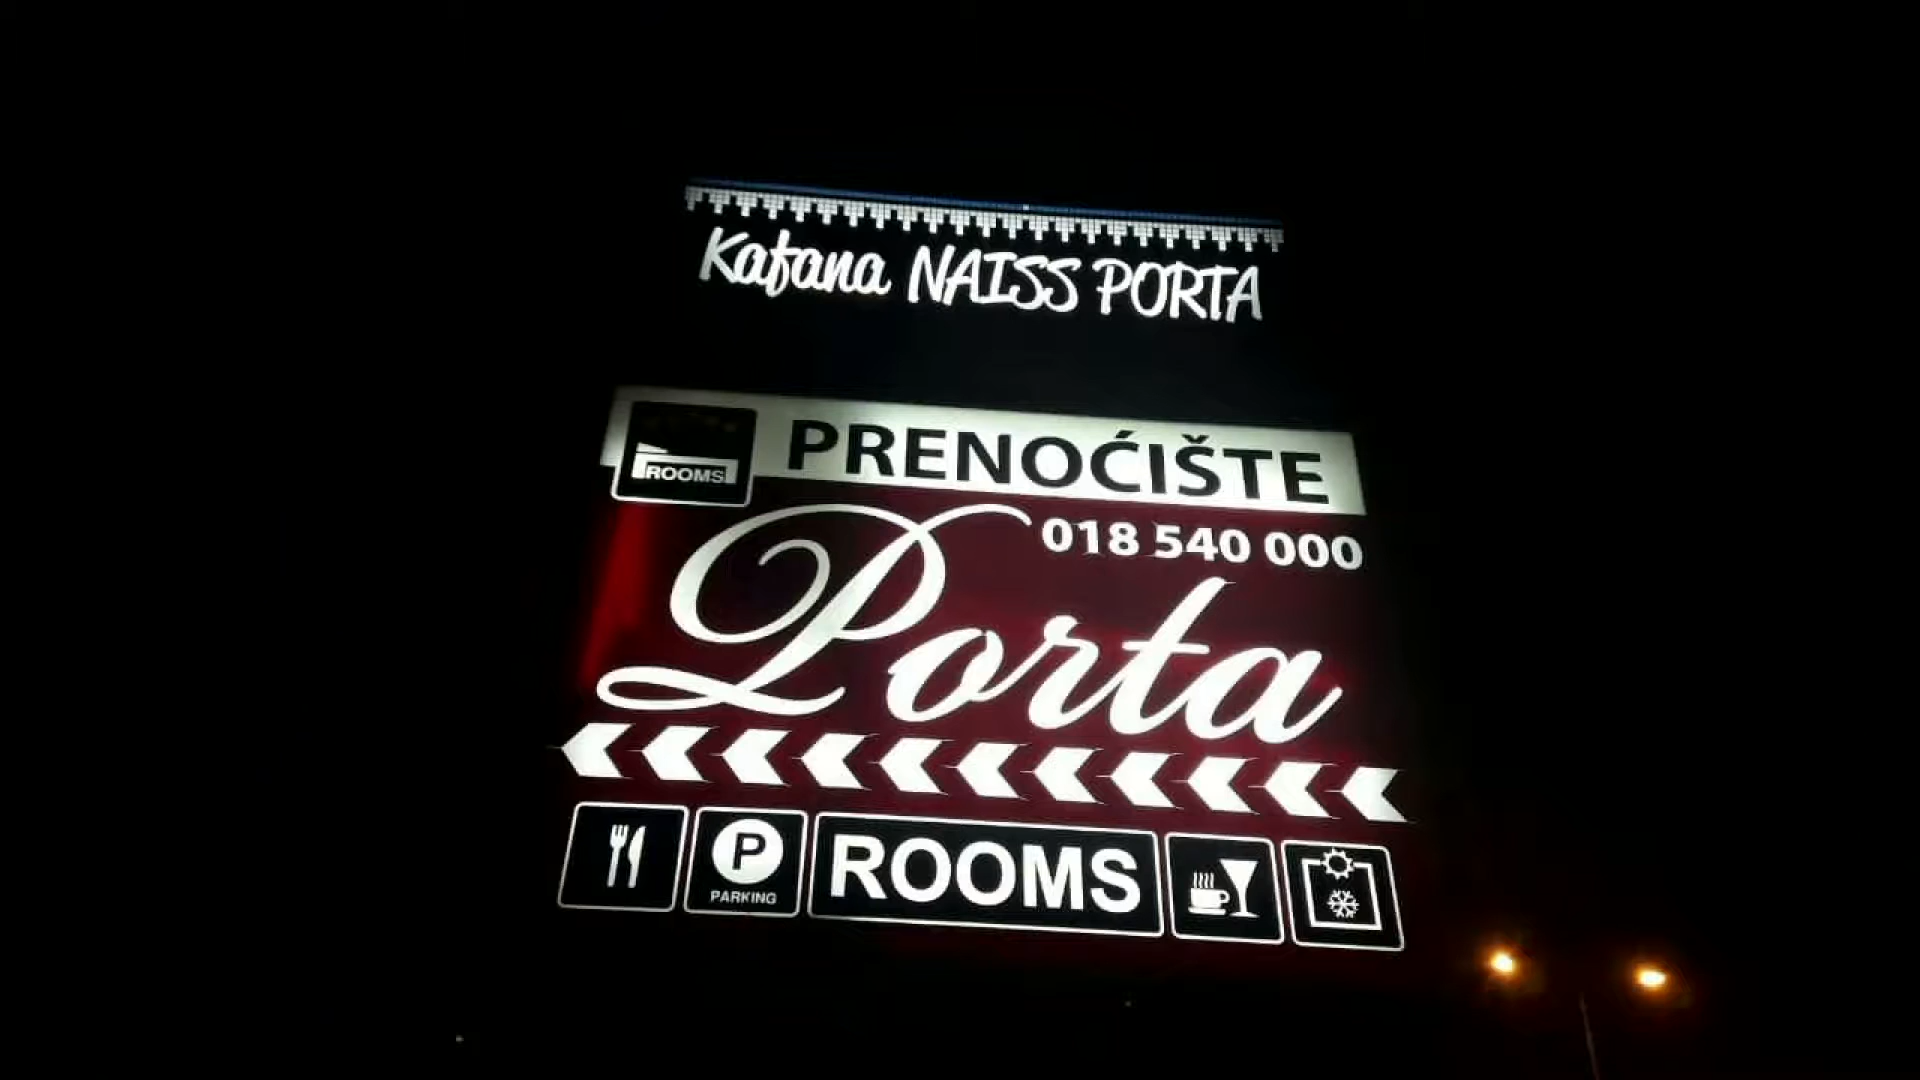 Kafana NAISS PORTA
ROOMS
PRENOĆIŠTE
018 540 000
Porta
P
PARKING
ROOMS